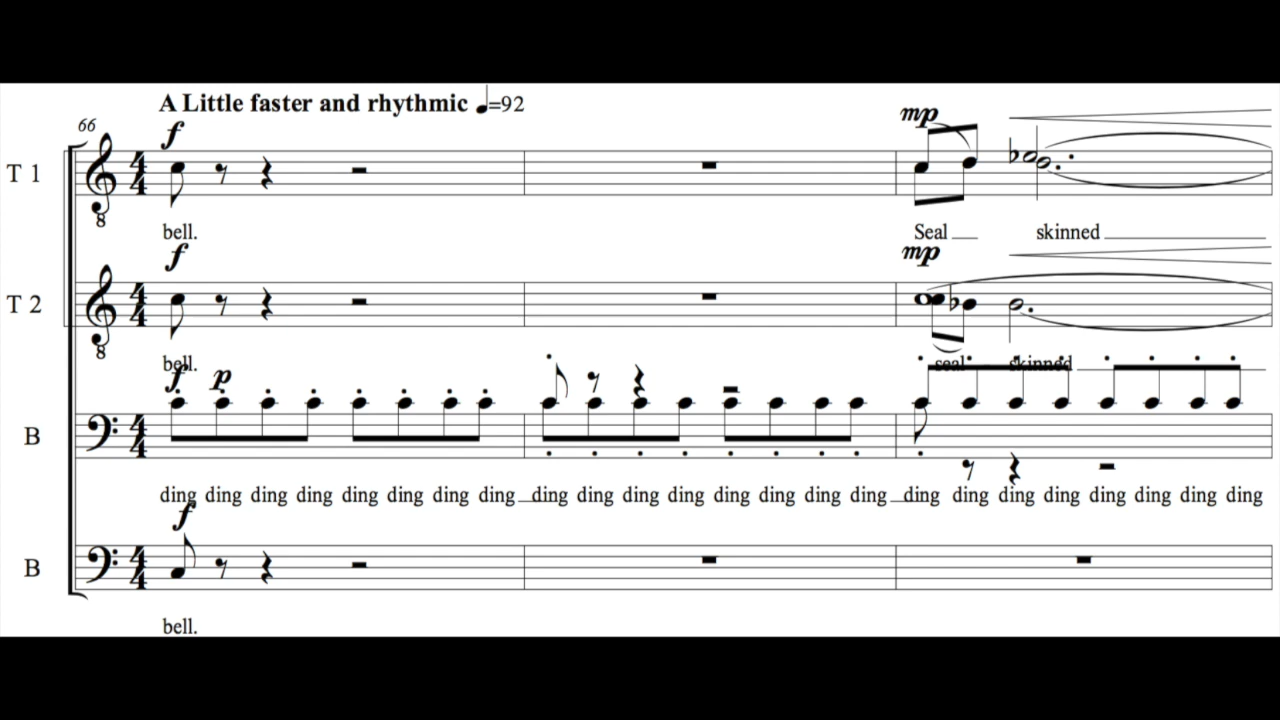 A Little faster and rhythmic ♩=92
66
f
mp
T 1
8
bell.
Seal
skinned
f
mp
T 2
8
bell.
seal
skinned
f
p
B
ding ding ding ding ding ding ding ding ding ding ding ding ding ding ding ding ding ding ding ding ding ding ding ding
f
B
bell.